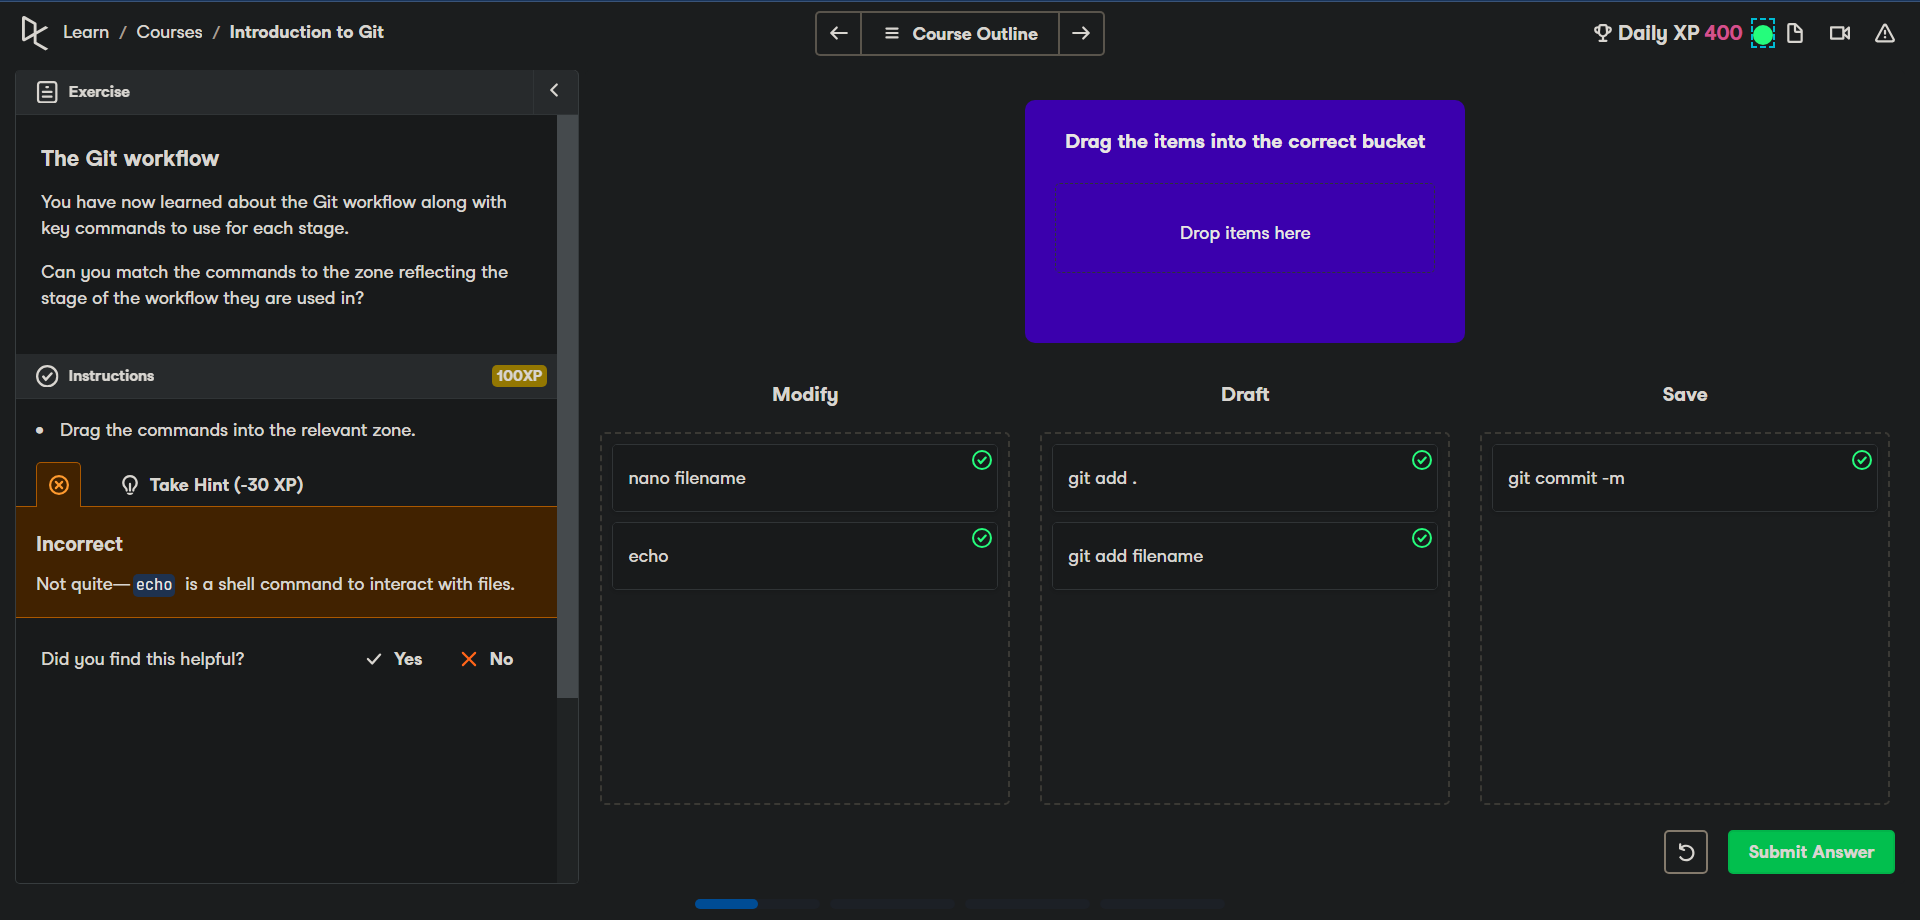 Learn / Courses / Introduction to Git
Course Outline
Daily XP 400
Exercise
The Git workflow
You have now learned about the Git workflow along with
key commands to use for each stage.
Can you match the commands to the zone reflecting the
stage of the workflow they are used in?
Instructions
100XP
• Drag the commands into the relevant zone.
Take Hint (-30 XP)
Incorrect
Not quite— echo is a shell command to interact with files.
Did you find this helpful?
Yes
No
Drag the items into the correct bucket
Drop items here
Modify
nano filename
echo
Draft
git add .
git add filename
Save
git commit -m
Submit Answer